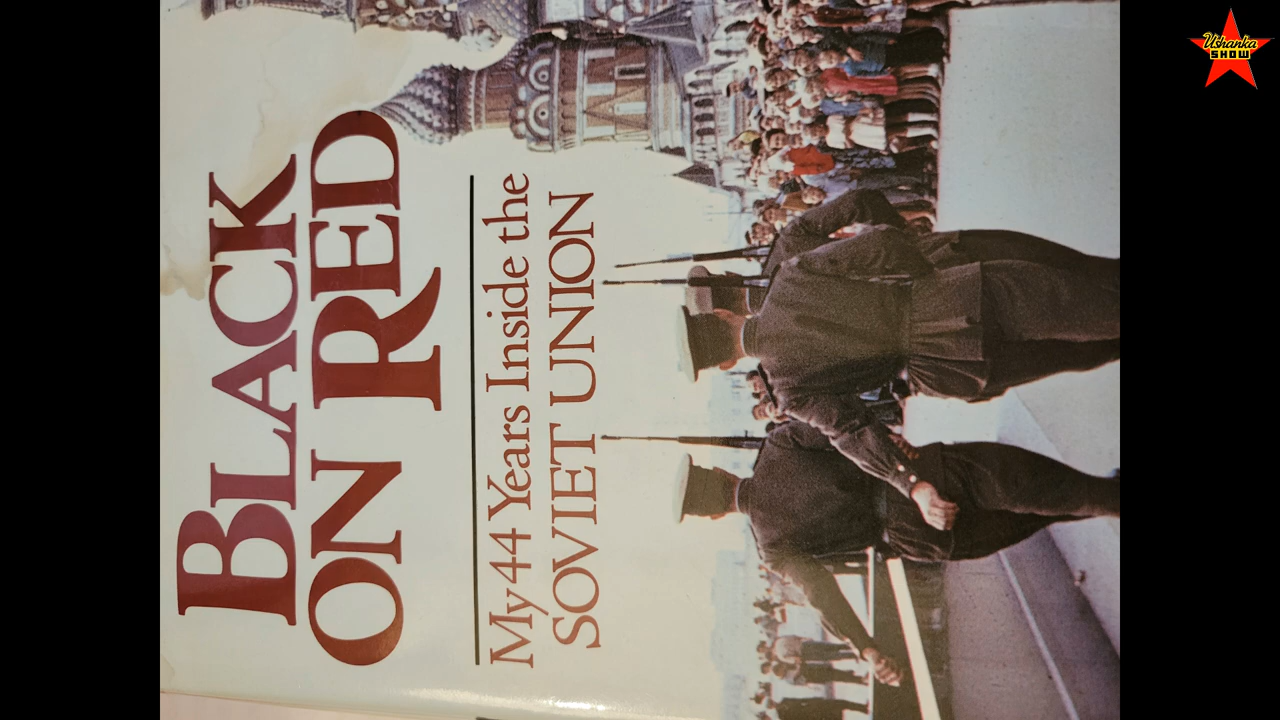 BLACK
ON RED
My 44 Years Inside the
SOVIET UNION
Ushanka
SHOW